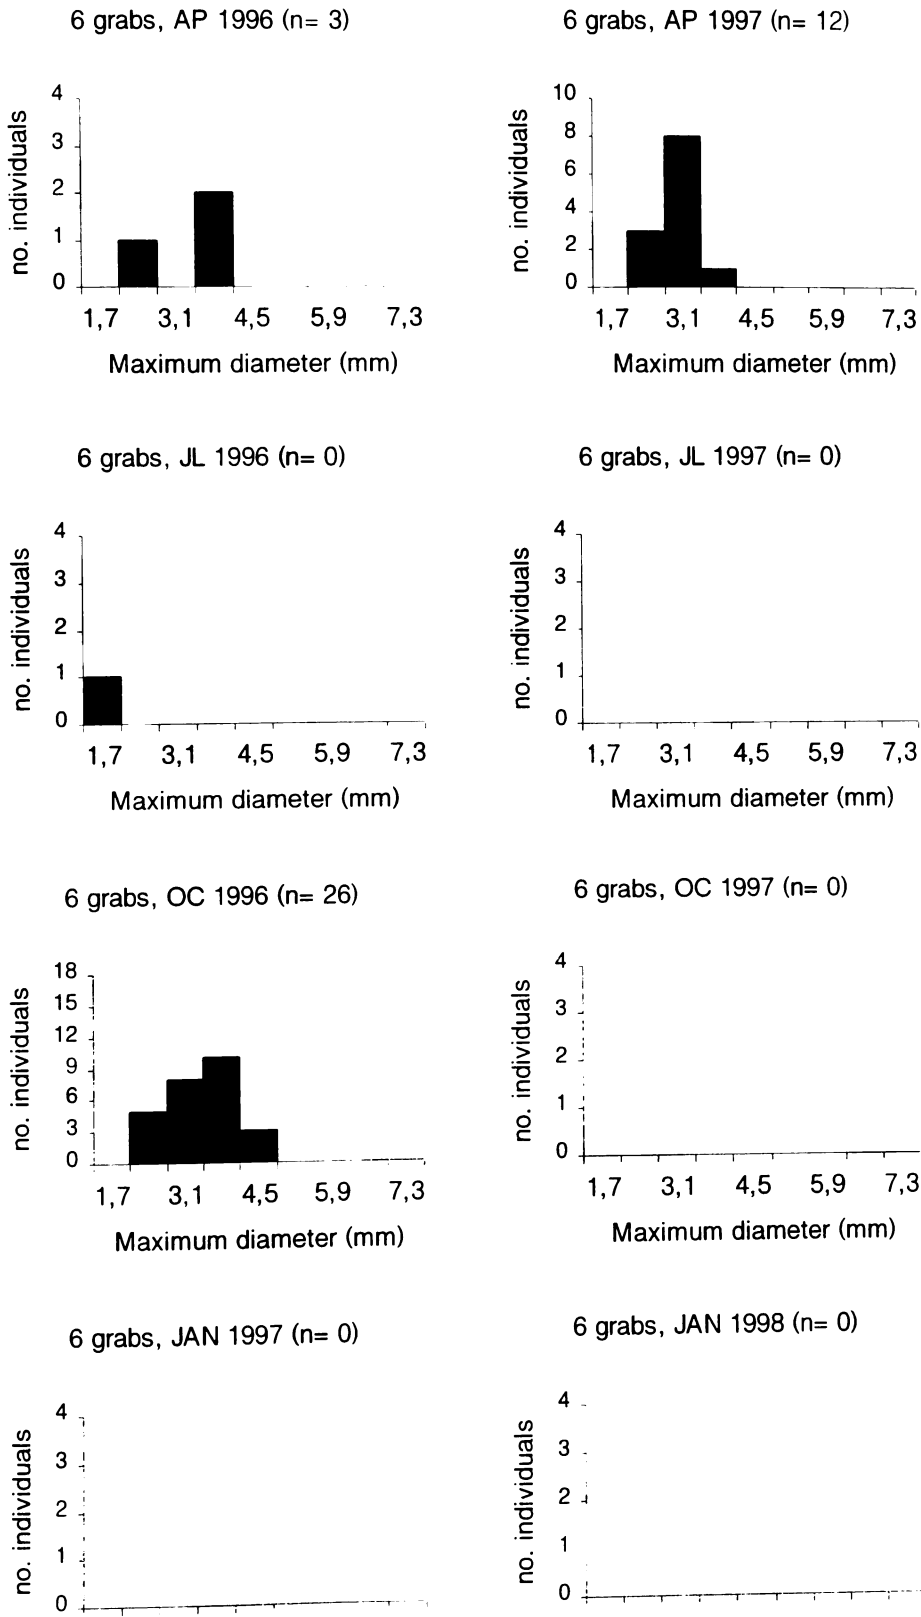 6 grabs, AP 1996 (n= 3)
no. individuals
4
3
2
1
0
1,7 3,1 4,5 5,9 7,3
Maximum diameter (mm)
6 grabs, AP 1997 (n= 12)
no. individuals
10
8
6
4
2
0
1,7 3,1 4,5 5,9 7,3
Maximum diameter (mm)
6 grabs, JL 1996 (n= 0)
no. individuals
4
3
2
1
0
1,7 3,1 4,5 5,9 7,3
Maximum diameter (mm)
6 grabs, JL 1997 (n= 0)
no. individuals
4
3
2
1
0
1,7 3,1 4,5 5,9 7,3
Maximum diameter (mm)
6 grabs, OC 1996 (n= 26)
no. individuals
18
15
12
9
6
3
0
1,7 3,1 4,5 5,9 7,3
Maximum diameter (mm)
6 grabs, OC 1997 (n= 0)
no. individuals
4
3
2
1
0
1,7 3,1 4,5 5,9 7,3
Maximum diameter (mm)
6 grabs, JAN 1997 (n= 0)
no. individuals
4
3
2
1
0
6 grabs, JAN 1998 (n= 0)
no. individuals
4
3
2
1
0